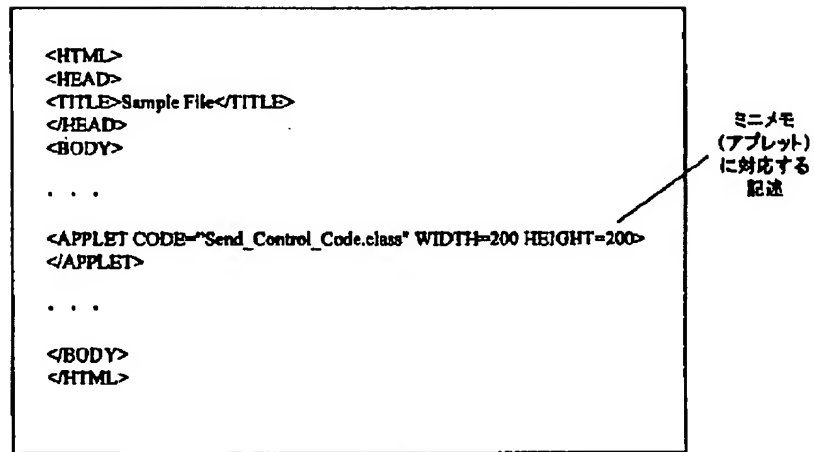 <HTML>
<HEAD>
<TITLE>Sample File</TITLE>
</HEAD>
<BODY>
. . .
<APPLET CODE="Send_Control_Code.class" WIDTH=200 HEIGHT=200>
</APPLET>
. . .
</BODY>
</HTML>
ミニメモ
(アプレット)
に対応する
記述